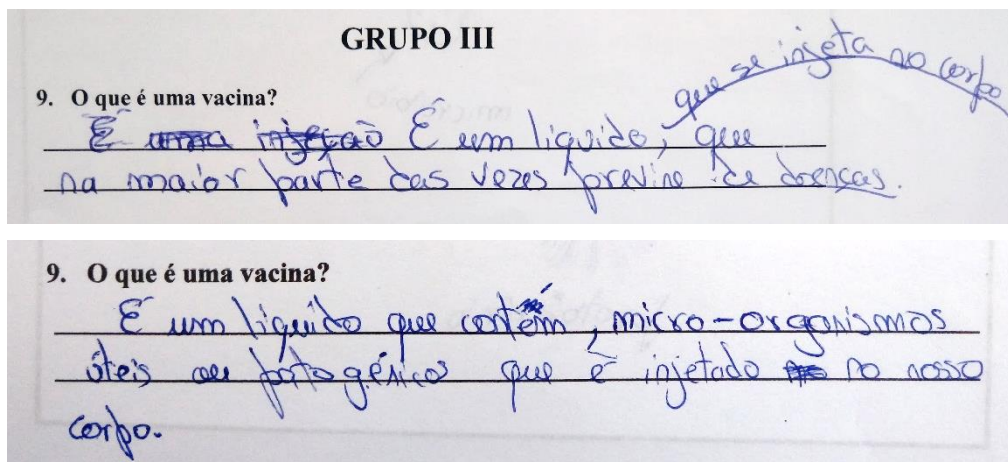 GRUPO III
que se injeta no corpo
9. O que é uma vacina?
É uma injeção É um líquido, que
na maior parte das vezes previne de doenças.
9. O que é uma vacina?
É um líquido que contém, micro-organismos
úteis ou patogénicos que é injetado no nosso
corpo.